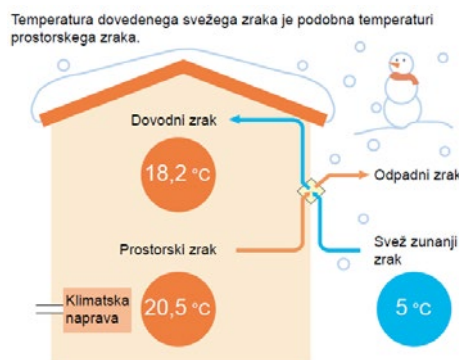 Temperatura dovedenega svežega zraka je podobna temperaturi
prostorskega zraka.
Dovodni zrak
18,2 °C
Odpadni zrak
Prostorski zrak
Svež zunanji
zrak
Klimatska
naprava
20,5 °C
5 °C